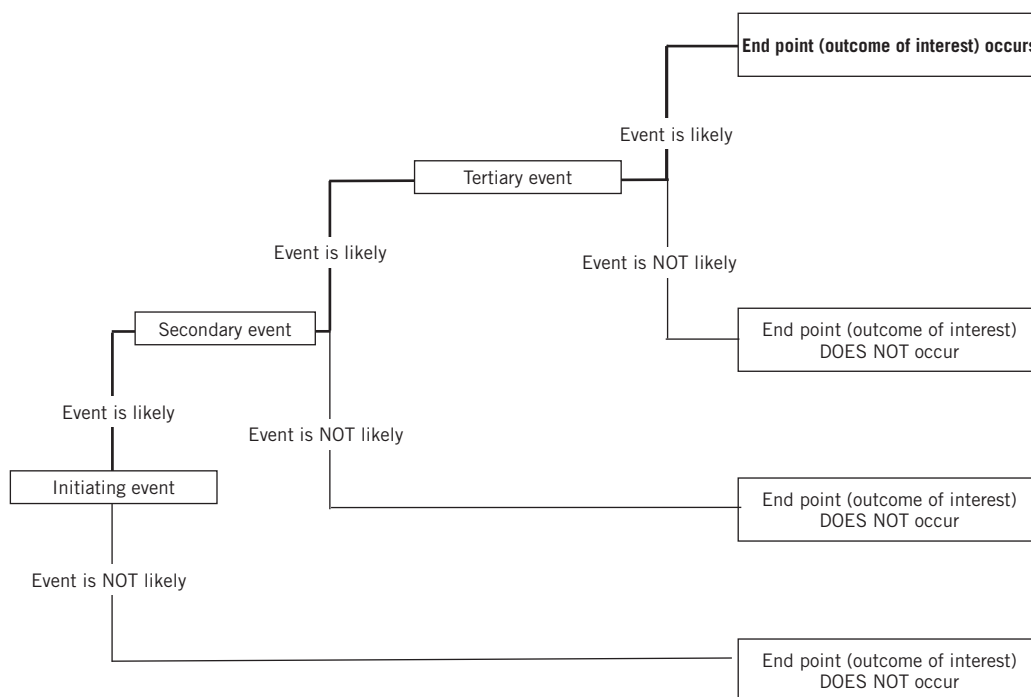 End point (outcome of interest) occurs
Event is likely
Tertiary event
Event is likely
Event is NOT likely
Secondary event
End point (outcome of interest)
DOES NOT occur
Event is likely
Event is NOT likely
Initiating event
End point (outcome of interest)
DOES NOT occur
Event is NOT likely
End point (outcome of interest)
DOES NOT occur